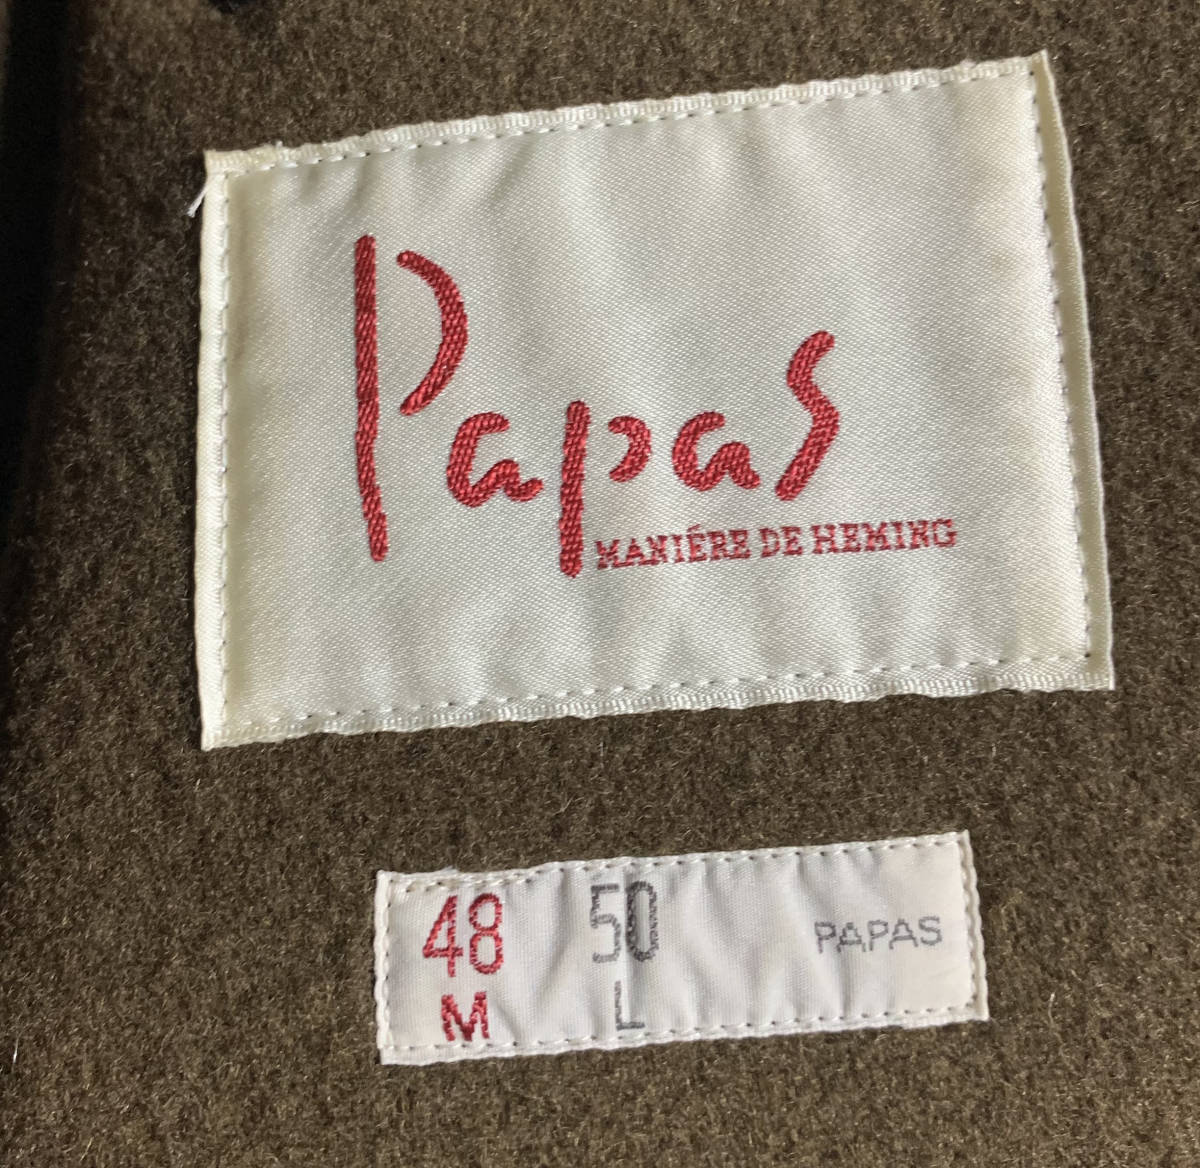 Papas
MANIÉRE DE HEMING
48 50 PAPAS
M L